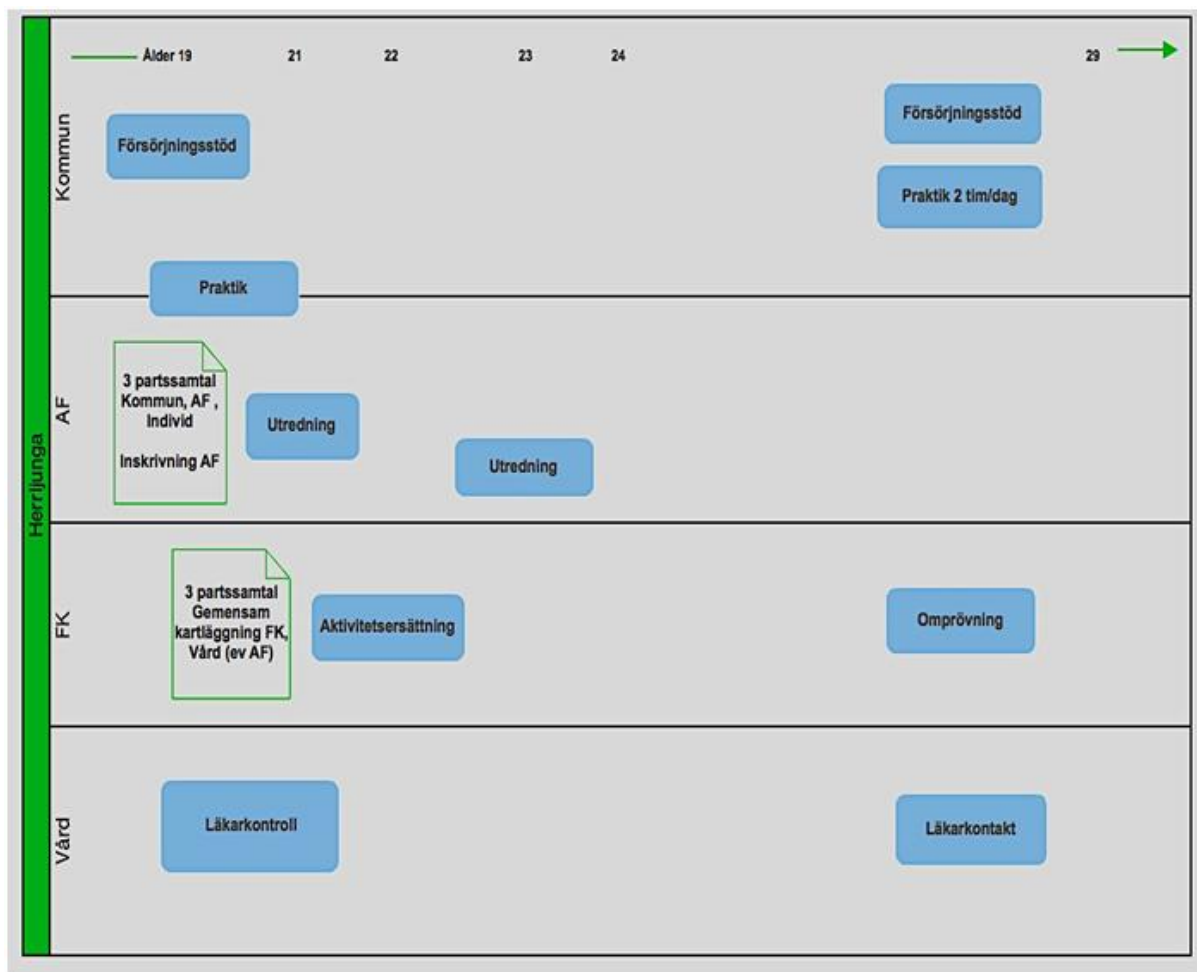 Herrljunga
Kommun
Ålder 19 21 22 23 24 29
Försörjningsstöd
Försörjningsstöd
Praktik 2 tim/dag
Praktik
AF
3 partssamtal
Kommun, AF ,
Individ
Inskrivning AF
Utredning
Utredning
FK
3 partssamtal
Gemensam
kartläggning FK,
Vård (ev AF)
Aktivitetsersättning
Omprövning
Vård
Läkarkontroll
Läkarkontakt